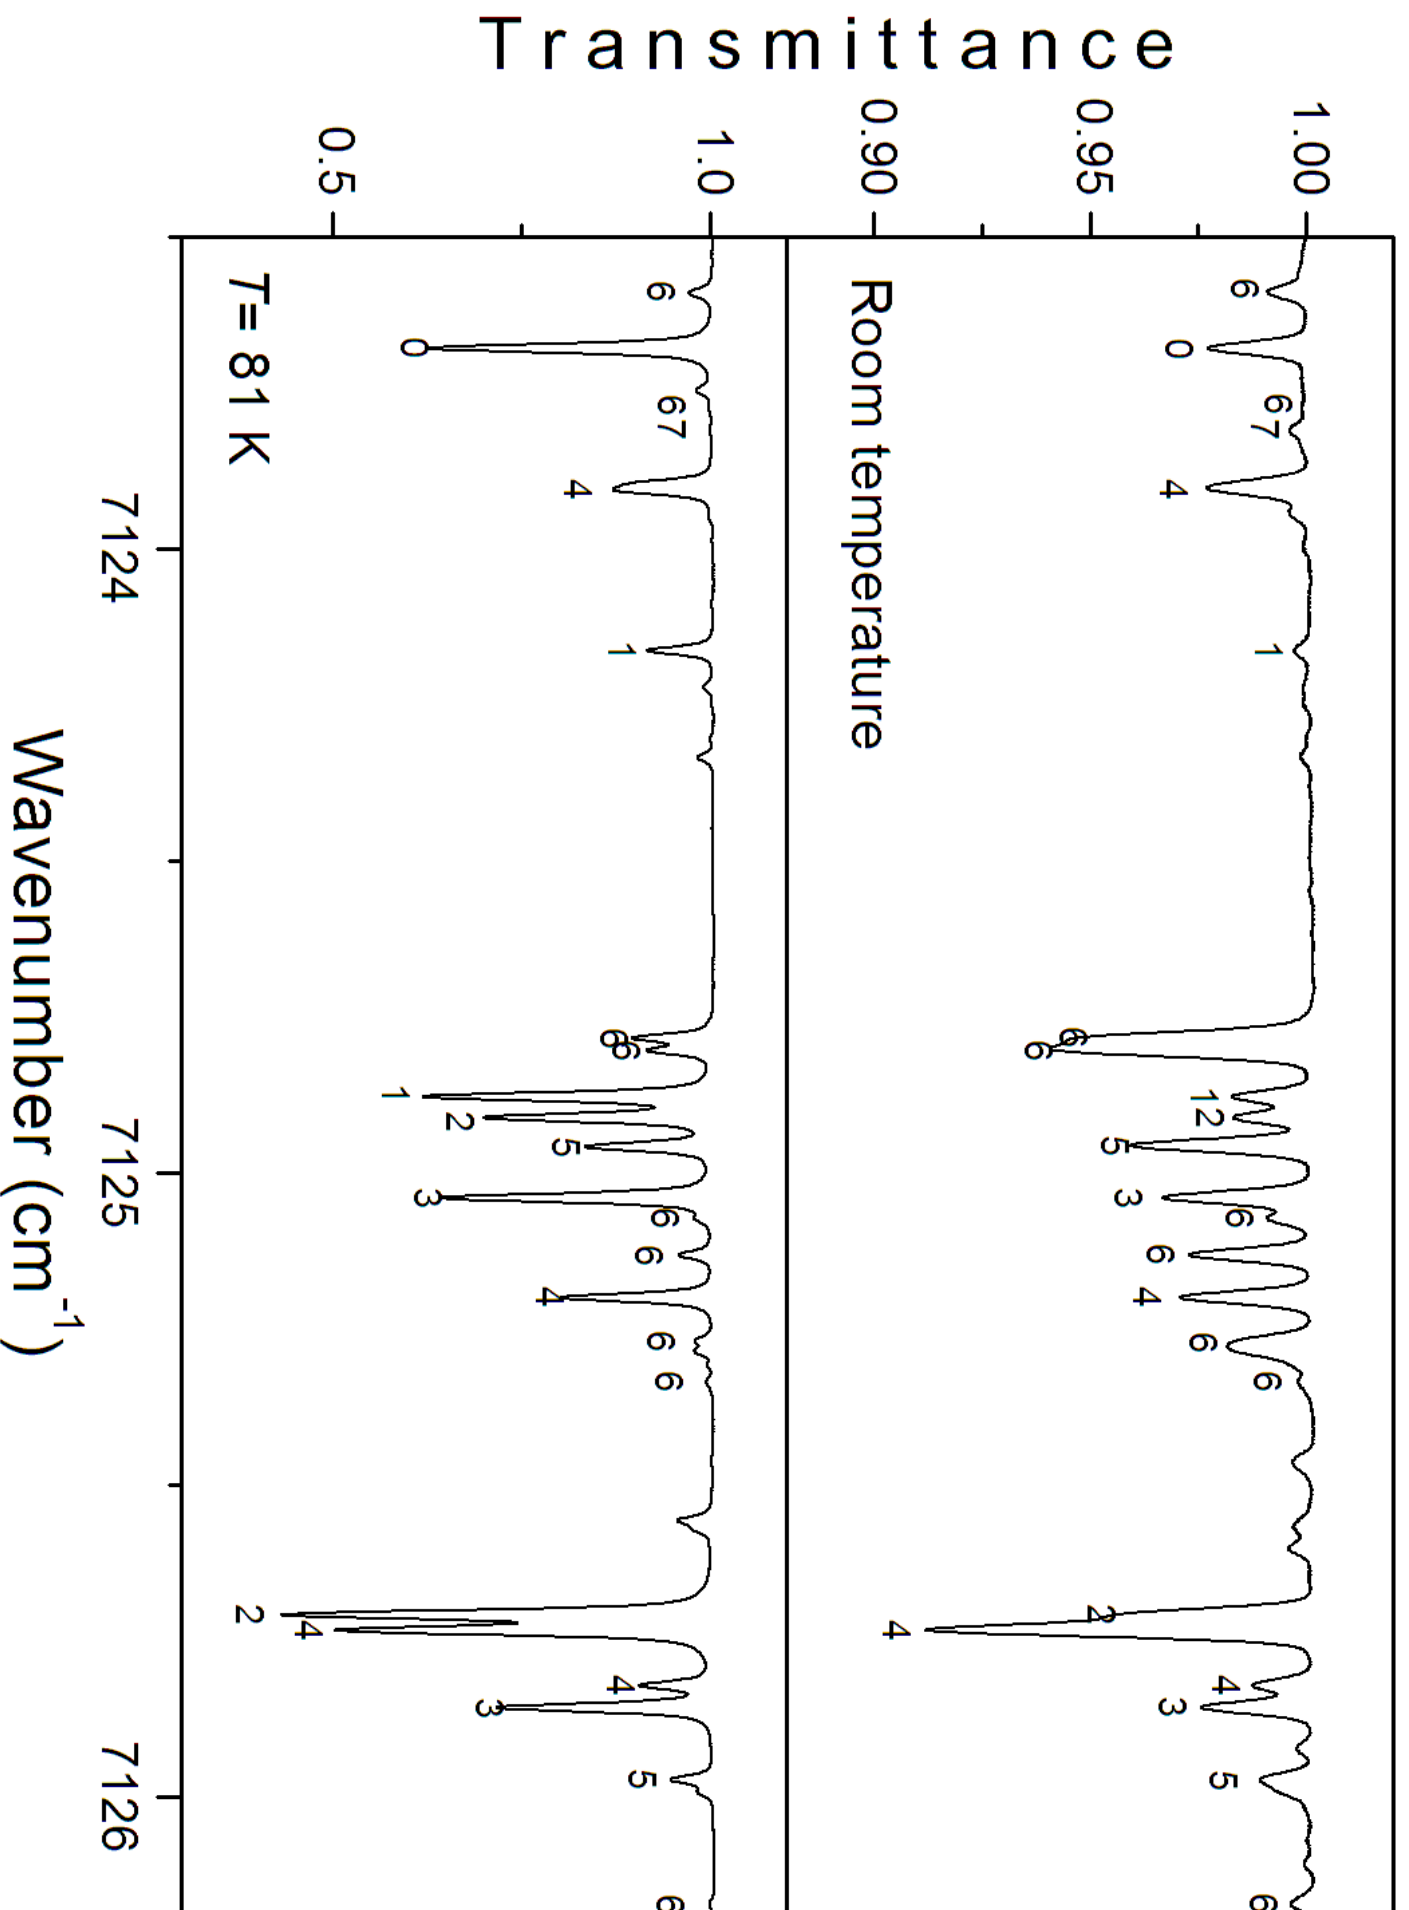 Transmittance
1.00
0.95
0.90
6 0 67 4 1 6 6 12 5 3 6 6 4 6 6 2 4 4 3 5 6
Room temperature
1.0
0.5
6 0 67 4 1 6 6 1 2 5 3 6 6 4 6 6 2 4 4 3 5 6
T= 81 K
7124 7125 7126
Wavenumber (cm⁻¹)